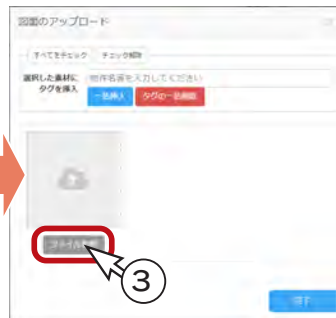 図面のアップロード
すべてをチェック チェック解除
選択した素材に
タグを挿入
物件名等を入力してください
一括挿入 タグの一括削除
ファイル
③
完了